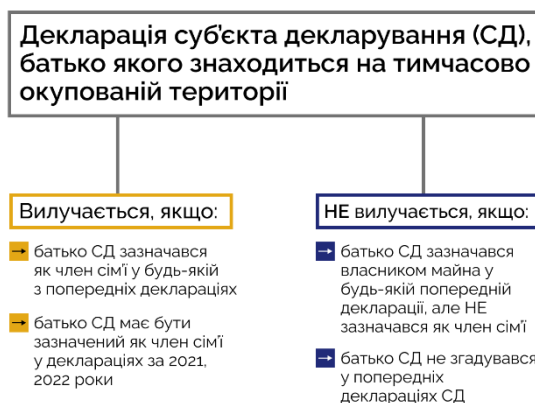 Декларація суб'єкта декларування (СД),
батько якого знаходиться на тимчасово
окупованій території
Вилучається, якщо:
→ батько СД зазначався
як член сім'ї у будь-якій
з попередніх деклараціях
→ батько СД має бути
зазначений як член сім'ї
у деклараціях за 2021,
2022 роки
НЕ вилучається, якщо:
→ батько СД зазначався
власником майна у
будь-якій попередній
декларації, але НЕ
зазначався як член сім'ї
→ батько СД не згадувався
у попередніх
деклараціях СД